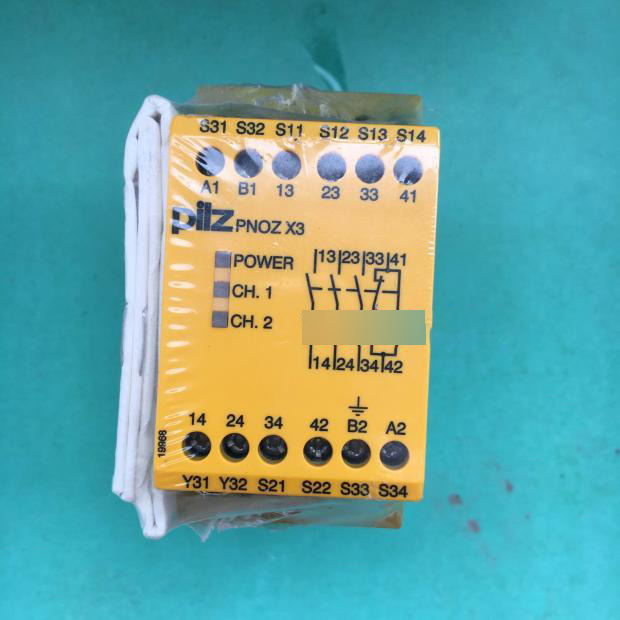 S31 S32 S11 S12 S13 S14
A1 B1 13 23 33 41
pilz PNOZ X3
POWER
CH. 1
CH. 2
13 23 33 41
14 24 34 42
14 24 34 42 B2 A2
Y31 Y32 S21 S22 S33 S34
19968